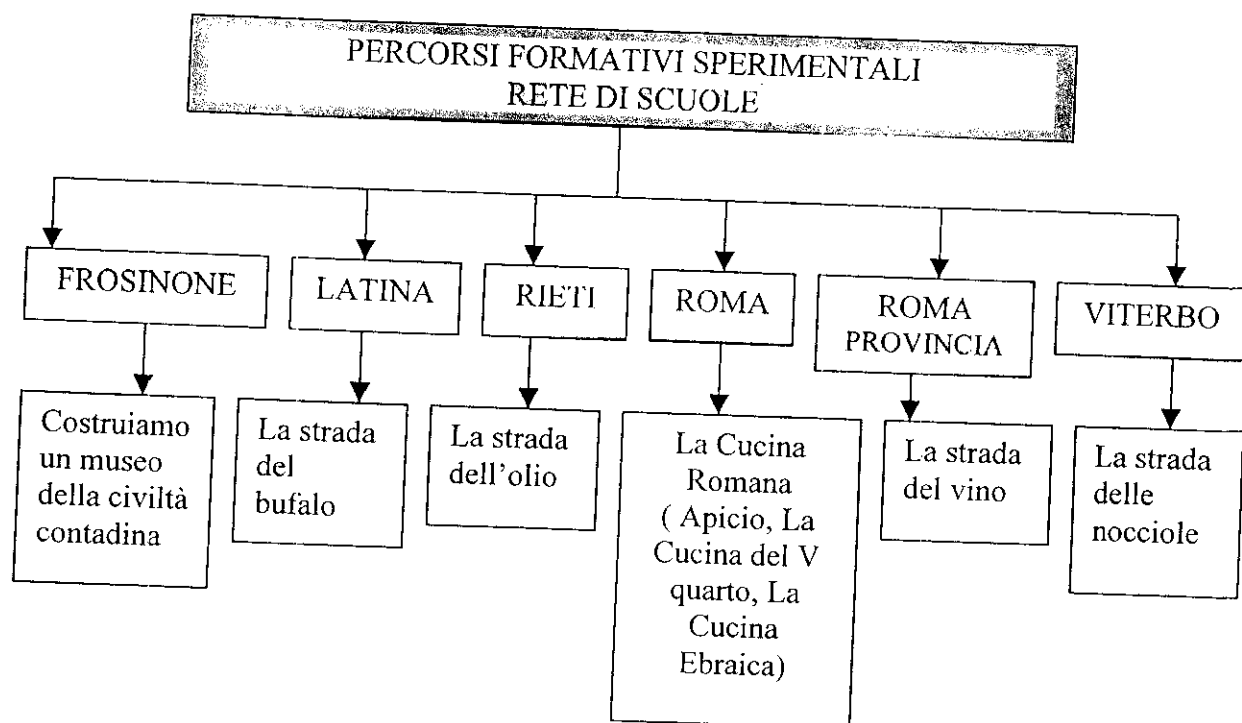 PERCORSI FORMATIVI SPERIMENTALI
RETE DI SCUOLE
FROSINONE
LATINA
RIETI
ROMA
ROMA
PROVINCIA
VITERBO
Costruiamo
un museo
della civiltà
contadina
La strada
del
bufalo
La strada
dell'olio
La Cucina
Romana
( Apicio, La
Cucina del V
quarto, La
Cucina
Ebraica)
La strada
del vino
La strada
delle
nocciole